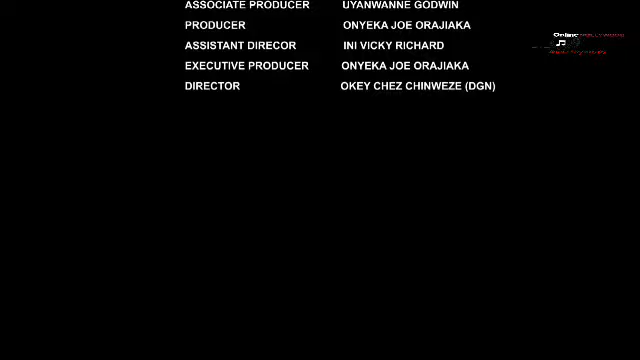 ASSOCIATE PRODUCER UYANWANNE GODWIN
PRODUCER ONYEKA JOE ORAJIAKA
ASSISTANT DIRECOR INI VICKY RICHARD
EXECUTIVE PRODUCER ONYEKA JOE ORAJIAKA
DIRECTOR OKEY CHEZ CHINWEZE (DGN)
Online